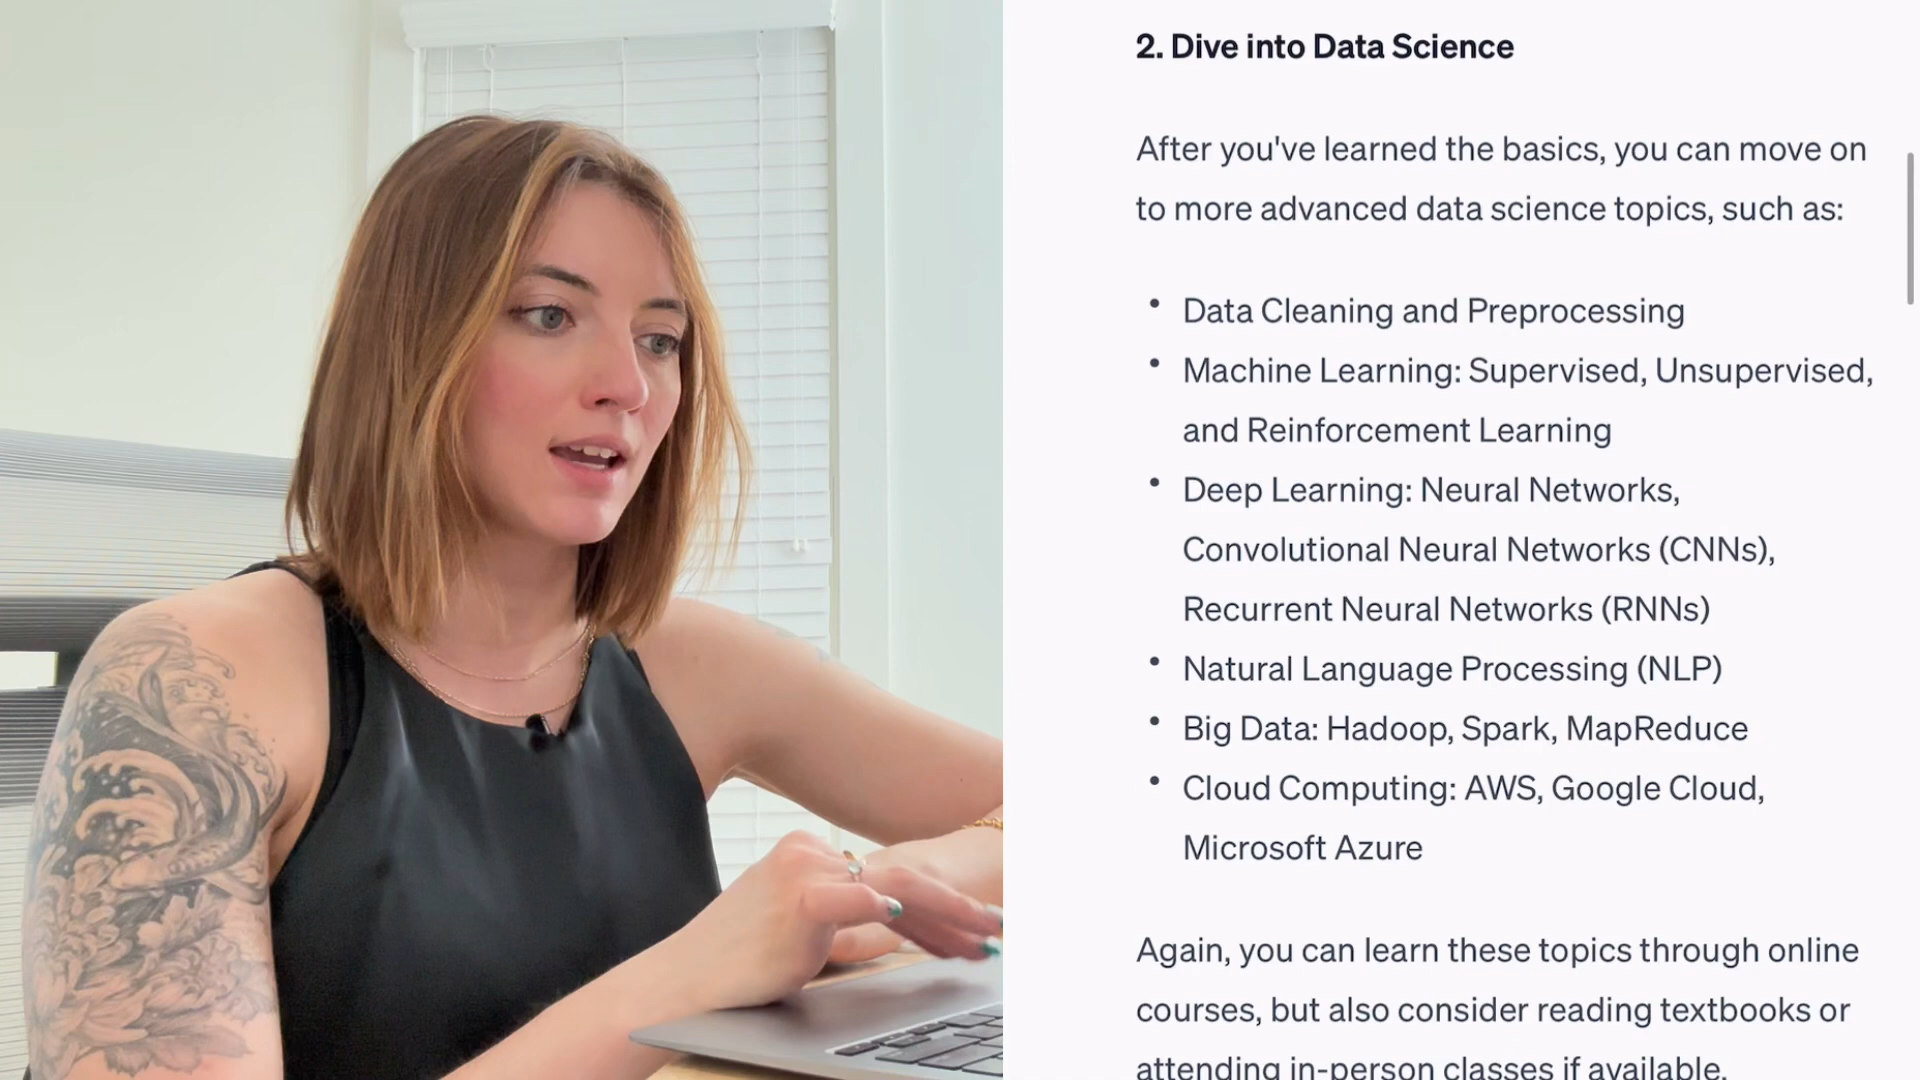 2. Dive into Data Science
After you've learned the basics, you can move on
to more advanced data science topics, such as:
• Data Cleaning and Preprocessing
• Machine Learning: Supervised, Unsupervised,
and Reinforcement Learning
• Deep Learning: Neural Networks,
Convolutional Neural Networks (CNNs),
Recurrent Neural Networks (RNNs)
• Natural Language Processing (NLP)
• Big Data: Hadoop, Spark, MapReduce
• Cloud Computing: AWS, Google Cloud,
Microsoft Azure
Again, you can learn these topics through online
courses, but also consider reading textbooks or
attending in-person classes if available.